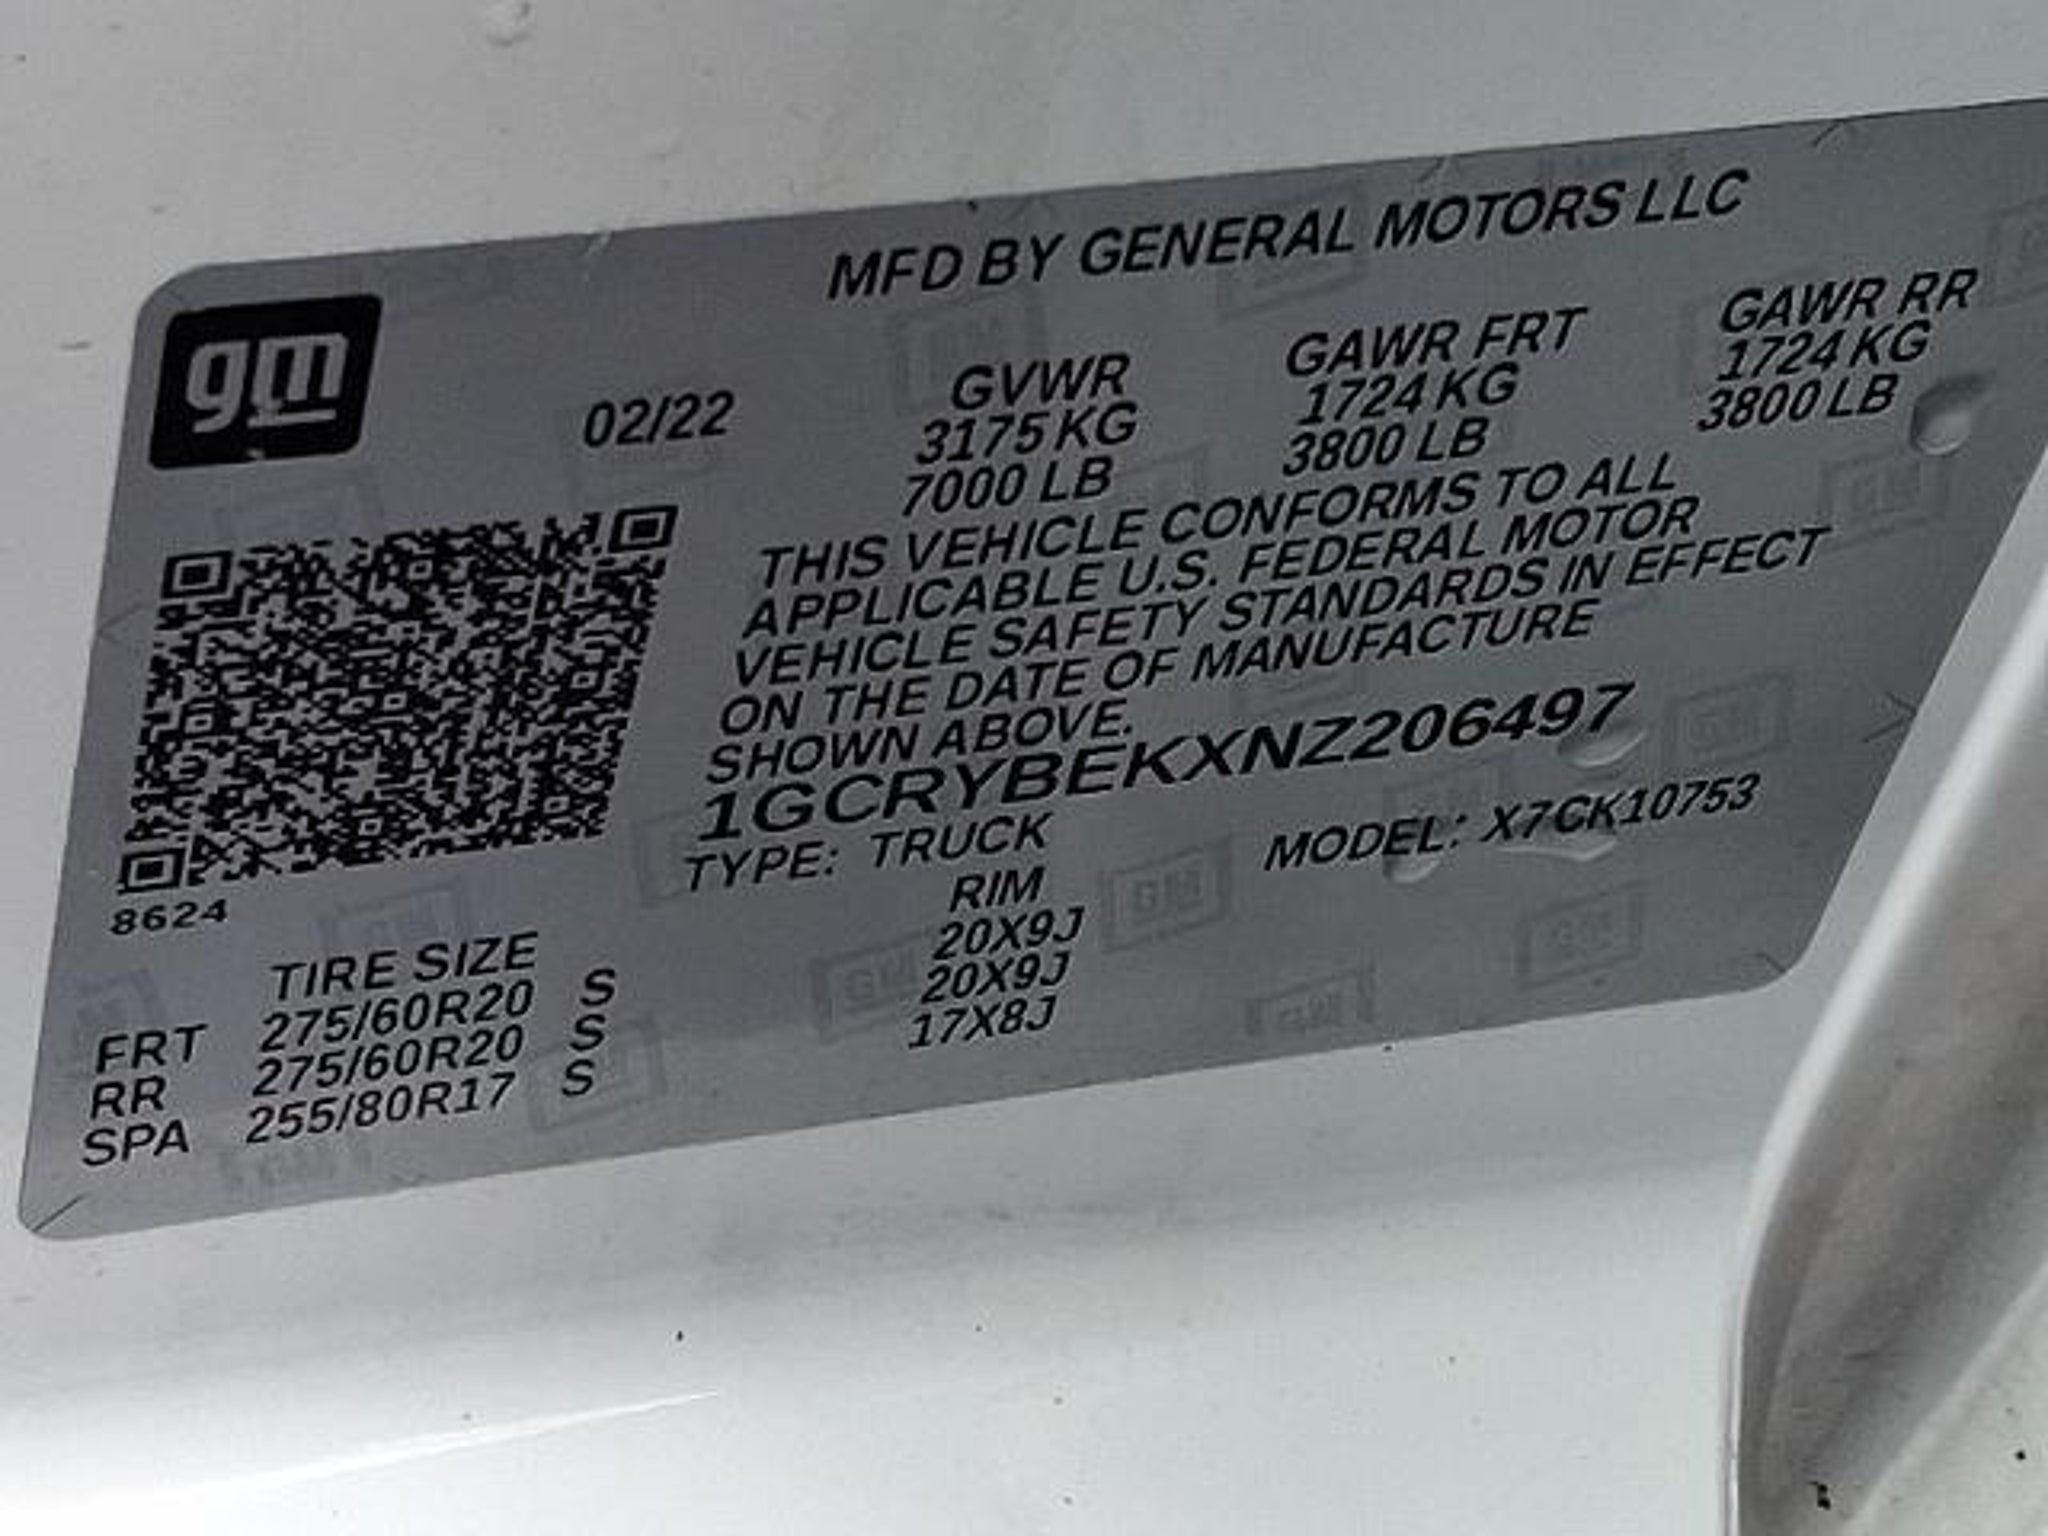 gm
MFD BY GENERAL MOTORS LLC
02/22
GVWR GAWR FRT GAWR RR
3175 KG 1724 KG 1724 KG
7000 LB 3800 LB 3800 LB
THIS VEHICLE CONFORMS TO ALL
APPLICABLE U.S. FEDERAL MOTOR
VEHICLE SAFETY STANDARDS IN EFFECT
ON THE DATE OF MANUFACTURE
SHOWN ABOVE.
1GCRYBEKXNZ206497
TYPE: TRUCK MODEL: X7CK10753
8624
TIRE SIZE RIM
FRT 275/60R20 S 20X9J
RR 275/60R20 S 20X9J
SPA 255/80R17 S 17X8J